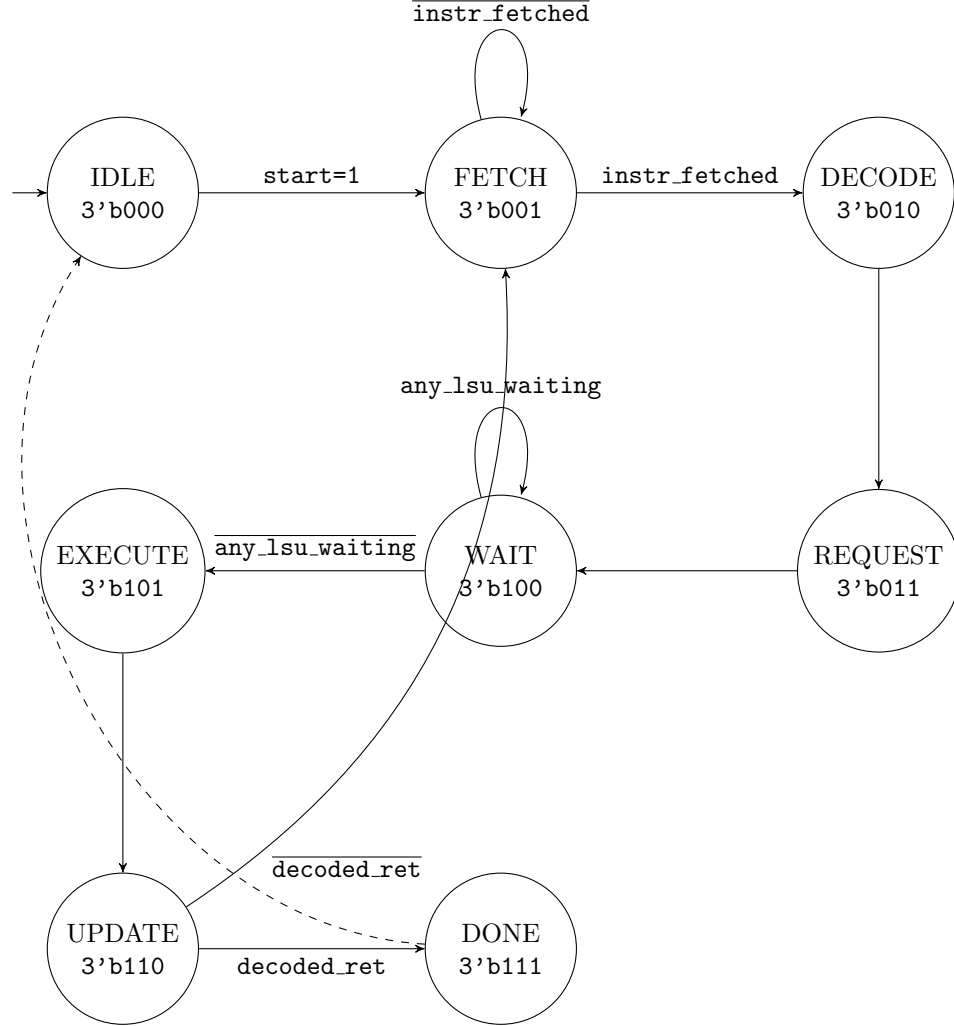 instr_fetched
IDLE
3'b000
start=1
FETCH
3'b001
instr_fetched
DECODE
3'b010
any_lsu_waiting
EXECUTE
3'b101
any_lsu_waiting
WAIT
3'b100
REQUEST
3'b011
decoded_ret
UPDATE
3'b110
decoded_ret
DONE
3'b111